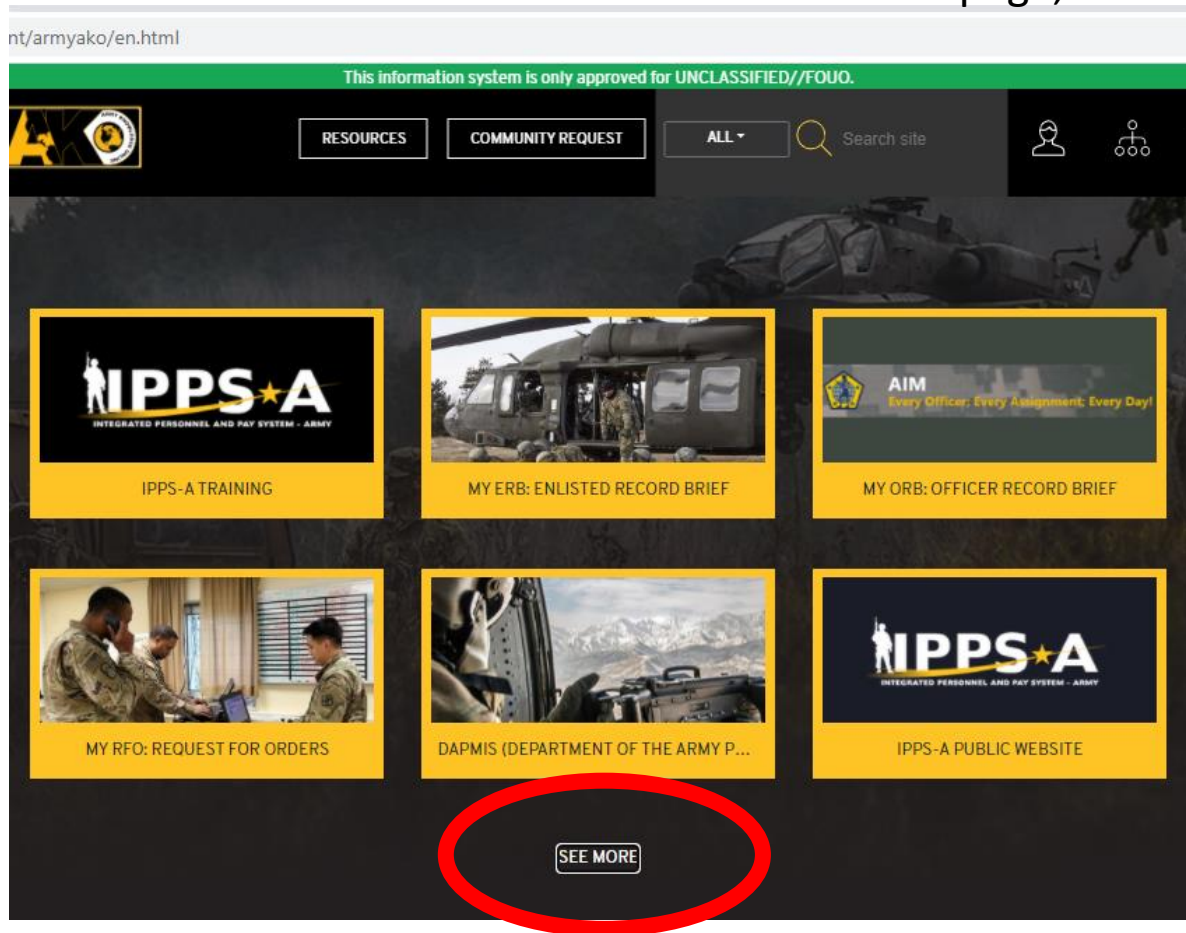 page,
nt/armyako/en.html
This information system is only approved for UNCLASSIFIED//FOUO.
AKO
RESOURCES
COMMUNITY REQUEST
ALL
Search site
IPPS-A
INTEGRATED PERSONNEL AND PAY SYSTEM - ARMY
AIM
Every Officer; Every Assignment; Every Day!
IPPS-A TRAINING
MY ERB: ENLISTED RECORD BRIEF
MY ORB: OFFICER RECORD BRIEF
IPPS-A
INTEGRATED PERSONNEL AND PAY SYSTEM - ARMY
MY RFO: REQUEST FOR ORDERS
DAPMIS (DEPARTMENT OF THE ARMY P...
IPPS-A PUBLIC WEBSITE
SEE MORE